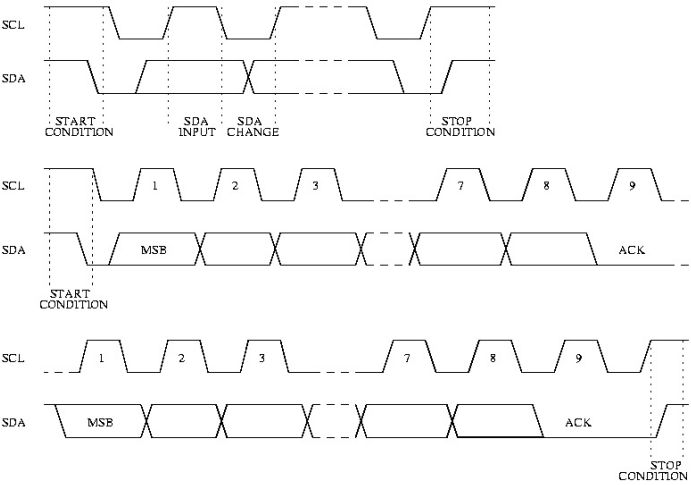 SCL
SDA
START CONDITION
SDA INPUT
SDA CHANGE
STOP CONDITION
SCL
1 2 3 7 8 9
SDA
MSB ACK
START CONDITION
SCL
1 2 3 7 8 9
SDA
MSB ACK
STOP CONDITION